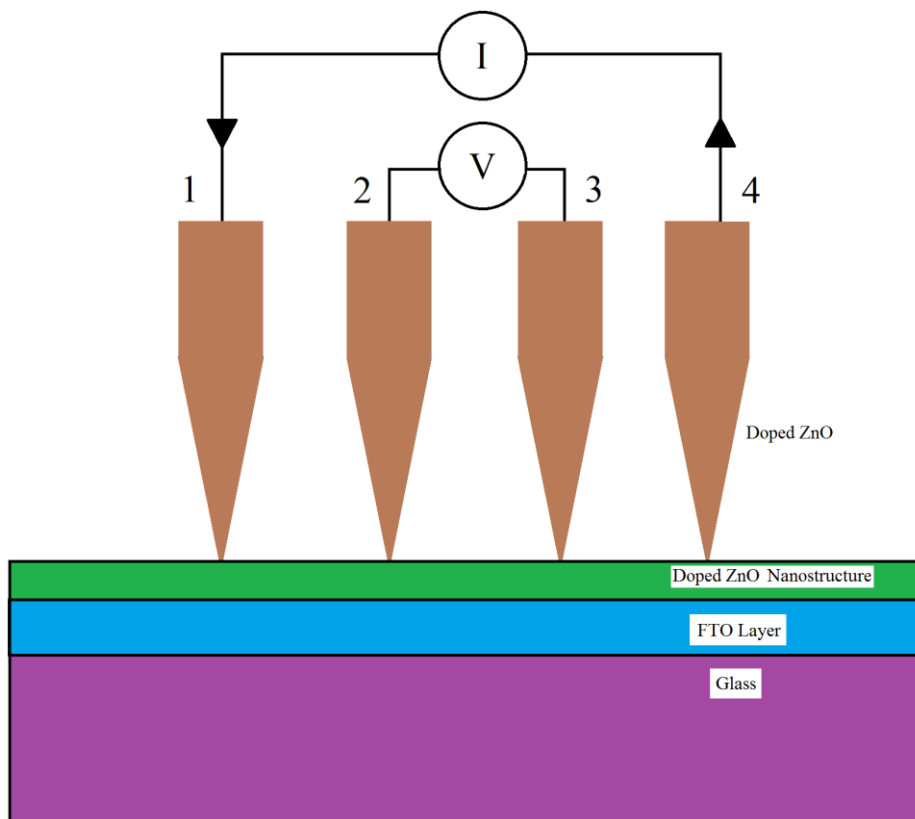 I
V
1
2
3
4
Doped ZnO
Doped ZnO Nanostructure
FTO Layer
Glass